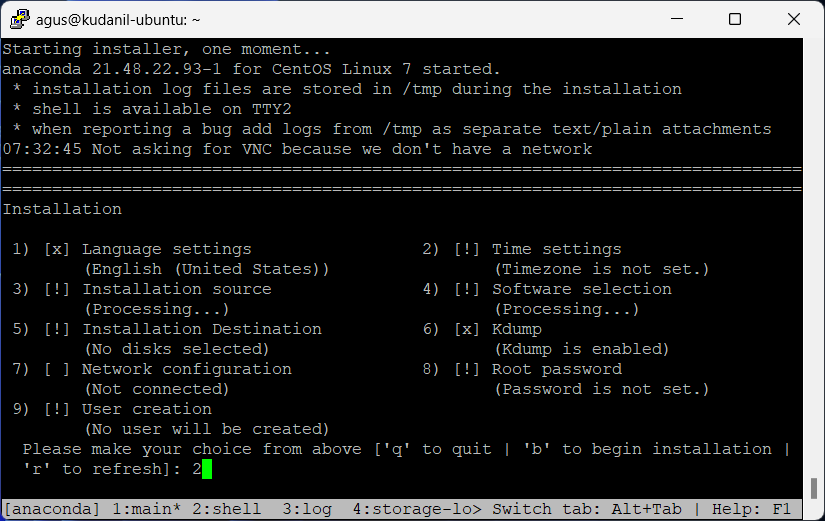 agus@kudanil-ubuntu: ~
Starting installer, one moment...
anaconda 21.48.22.93-1 for CentOS Linux 7 started.
 * installation log files are stored in /tmp during the installation
 * shell is available on TTY2
 * when reporting a bug add logs from /tmp as separate text/plain attachments
07:32:45 Not asking for VNC because we don't have a network
================================================================================
================================================================================
Installation
 1) [x] Language settings                 2) [!] Time settings
        (English (United States))                (Timezone is not set.)
 3) [!] Installation source               4) [!] Software selection
        (Processing...)                          (Processing...)
 5) [!] Installation Destination          6) [x] Kdump
        (No disks selected)                      (Kdump is enabled)
 7) [ ] Network configuration             8) [!] Root password
        (Not connected)                          (Password is not set.)
 9) [!] User creation
        (No user will be created)
  Please make your choice from above ['q' to quit | 'b' to begin installation |
  'r' to refresh]: 2
[anaconda] 1:main* 2:shell  3:log  4:storage-lo> Switch tab: Alt+Tab | Help: F1